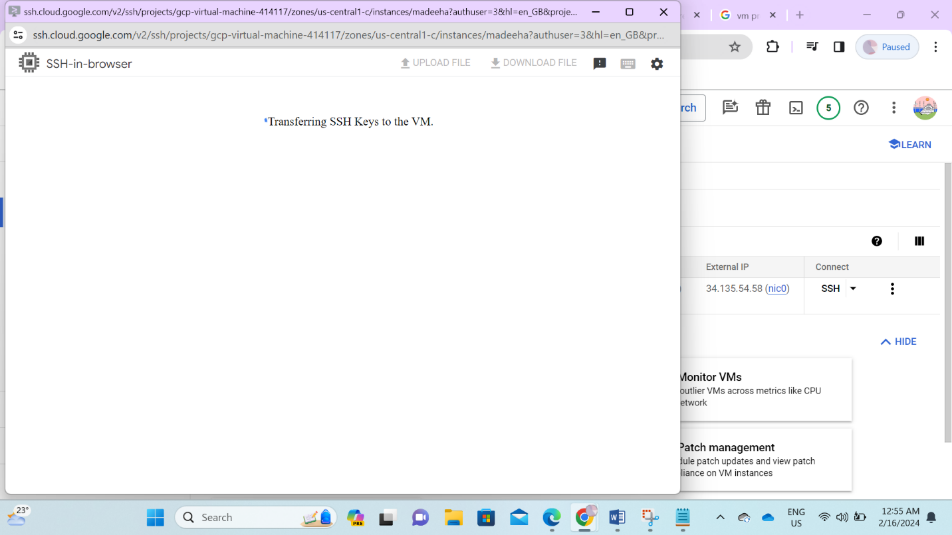 ssh.cloud.google.com/v2/ssh/projects/gcp-virtual-machine-414117/zones/us-central1-c/instances/madeeha?authuser=3&hl=en_GB&proje...
vm pr
ssh.cloud.google.com/v2/ssh/projects/gcp-virtual-machine-414117/zones/us-central1-c/instances/madeeha?authuser=3&hl=en_GB&pr...
Paused
SSH-in-browser
UPLOAD FILE
DOWNLOAD FILE
rch
5
*Transferring SSH Keys to the VM.
LEARN
External IP
Connect
34.135.54.58 (nic0)
SSH
HIDE
Monitor VMs
outlier VMs across metrics like CPU
etwork
Patch management
dule patch updates and view patch
liance on VM instances
23°
Search
ENG
US
12:55 AM
2/16/2024